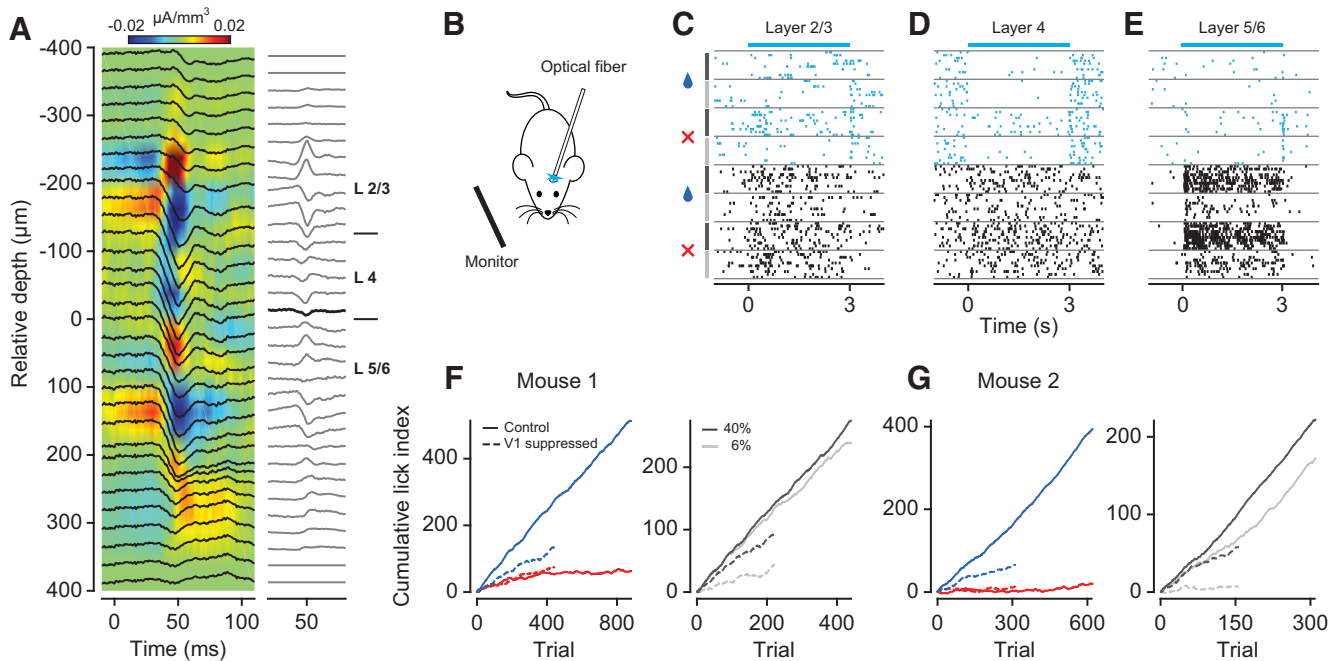 A
µA/mm³
-0.02
0.02
-400
-300
-200
-100
0
100
200
300
400
Relative depth (µm)
0
50
100
Time (ms)
50
L 2/3
L 4
L 5/6
B
Optical fiber
Monitor
C
Layer 2/3
D
Layer 4
E
Layer 5/6
0
3
0
3
0
3
Time (s)
F
Mouse 1
Control
V1 suppressed
400
200
0
Cumulative lick index
0
400
800
Trial
40%
6%
200
100
0
0
200
400
Trial
G
Mouse 2
400
200
0
0
300
600
Trial
200
100
0
0
150
300
Trial